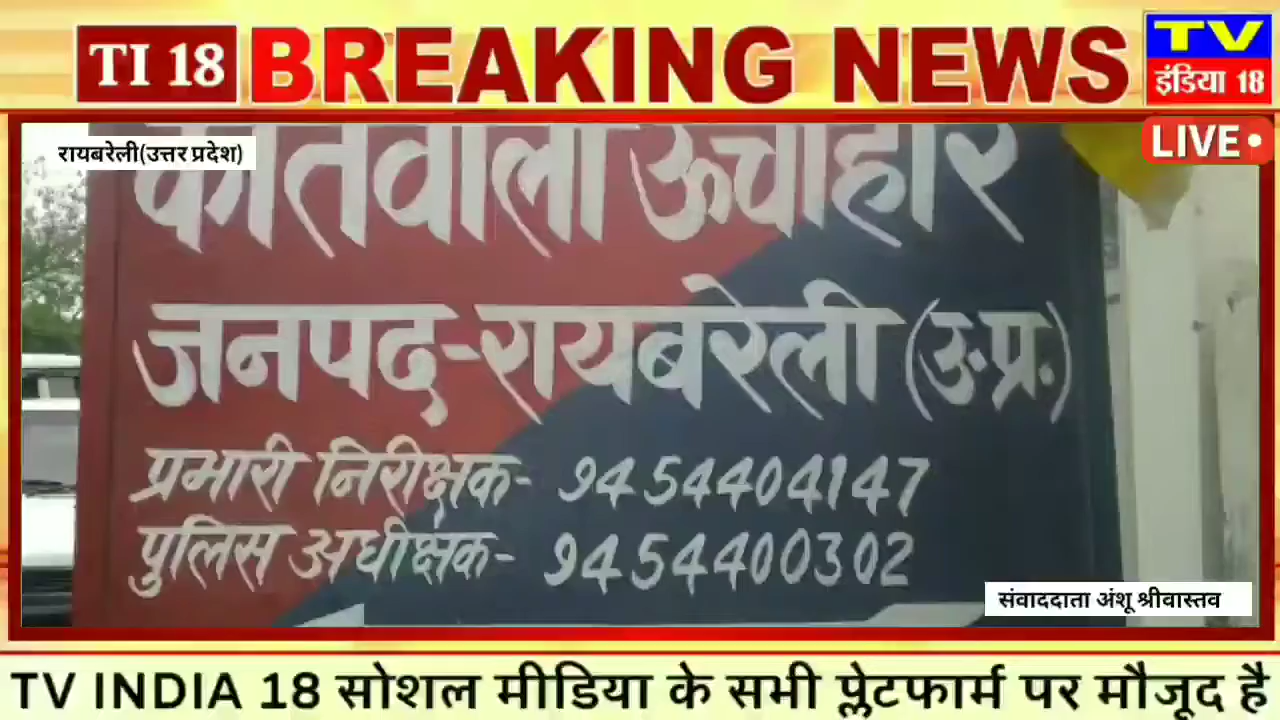 TI 18 BREAKING NEWS
TV
इंडिया 18
LIVE
रायबरेली(उत्तर प्रदेश)
कोतवाली ऊंचाहार
जनपद-रायबरेली (उ.प्र.)
प्रभारी निरीक्षक- 9454404147
पुलिस अधीक्षक- 9454400302
संवाददाता अंशू श्रीवास्तव
TV INDIA 18 सोशल मीडिया के सभी प्लेटफार्म पर मौजूद है